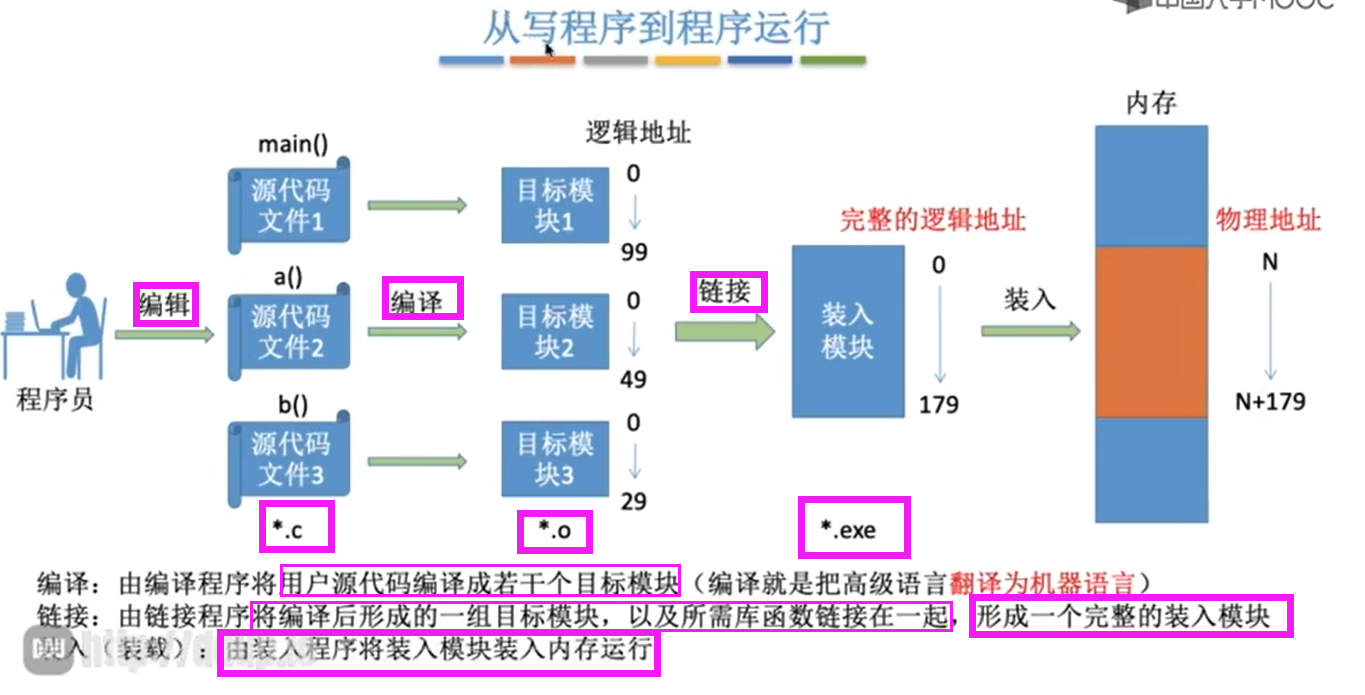 中国大学MOOC
从写程序到程序运行
内存
main()
逻辑地址
源代码
文件1
目标模
块1
0
99
完整的逻辑地址
物理地址
a()
编辑
编译
链接
装入
源代码
文件2
目标模
块2
0
49
装入
模块
0
179
N
N+179
程序员
b()
源代码
文件3
目标模
块3
0
29
*.c
*.o
*.exe
编译：由编译程序将用户源代码编译成若干个目标模块（编译就是把高级语言翻译为机器语言）
链接：由链接程序将编译后形成的一组目标模块，以及所需库函数链接在一起，形成一个完整的装入模块
入（装载）：由装入程序将装入模块装入内存运行